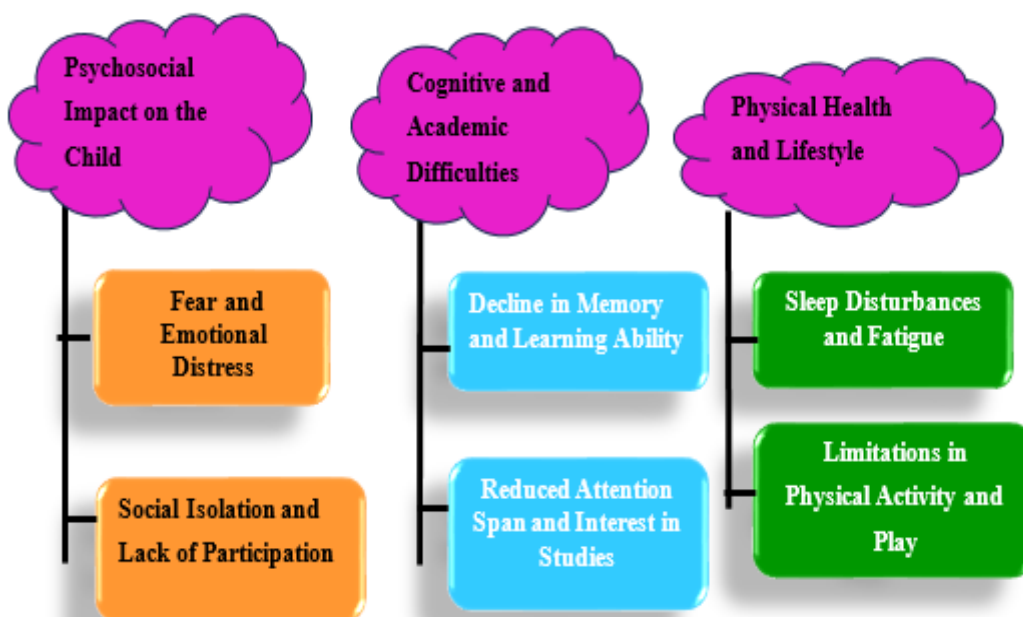 Psychosocial
Impact on the
Child
Fear and
Emotional
Distress
Social Isolation and
Lack of Participation
Cognitive and
Academic
Difficulties
Decline in Memory
and Learning Ability
Reduced Attention
Span and Interest in
Studies
Physical Health
and Lifestyle
Sleep Disturbances
and Fatigue
Limitations in
Physical Activity and
Play